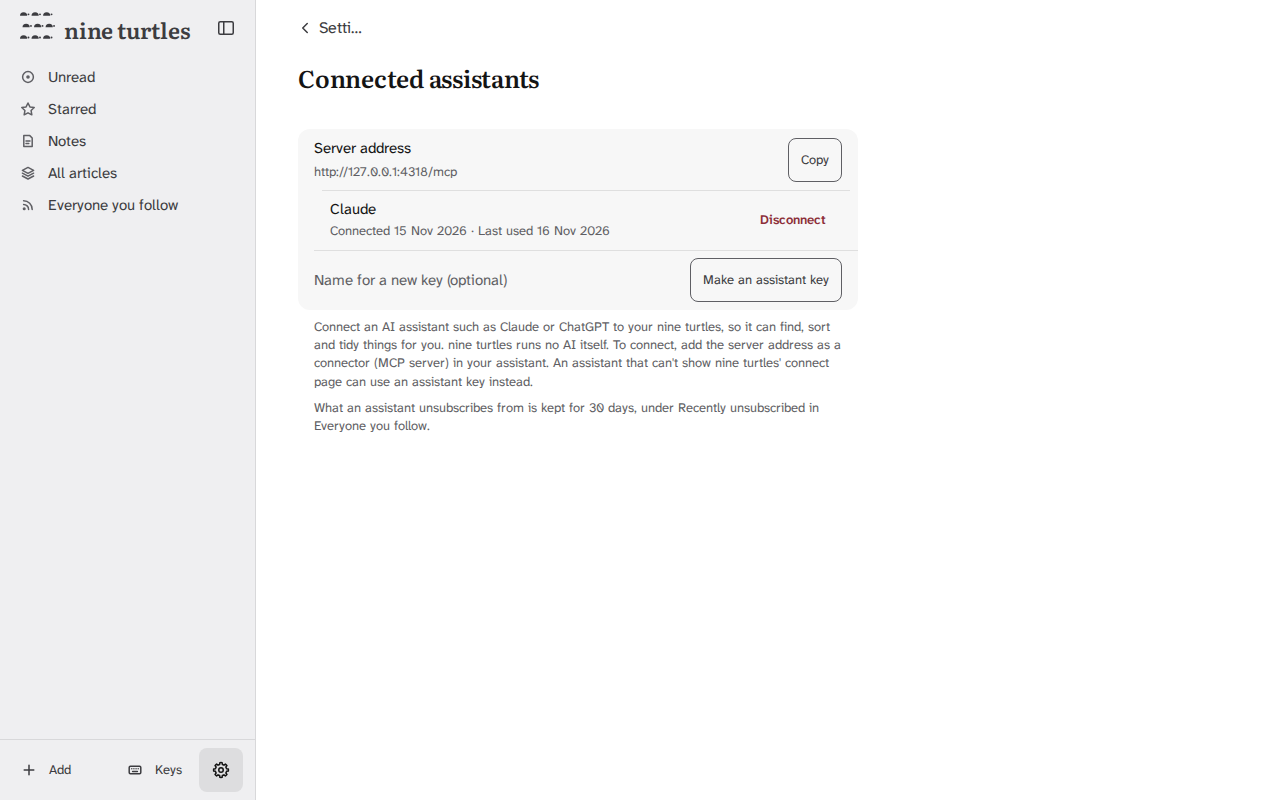 nine turtles
Unread
Starred
Notes
All articles
Everyone you follow
Add
Keys
Setti...
Connected assistants
Server address
http://127.0.0.1:4318/mcp
Copy
Claude
Connected 15 Nov 2026 · Last used 16 Nov 2026
Disconnect
Name for a new key (optional)
Make an assistant key
Connect an AI assistant such as Claude or ChatGPT to your nine turtles, so it can find, sort
and tidy things for you. nine turtles runs no AI itself. To connect, add the server address as a
connector (MCP server) in your assistant. An assistant that can't show nine turtles' connect
page can use an assistant key instead.
What an assistant unsubscribes from is kept for 30 days, under Recently unsubscribed in
Everyone you follow.